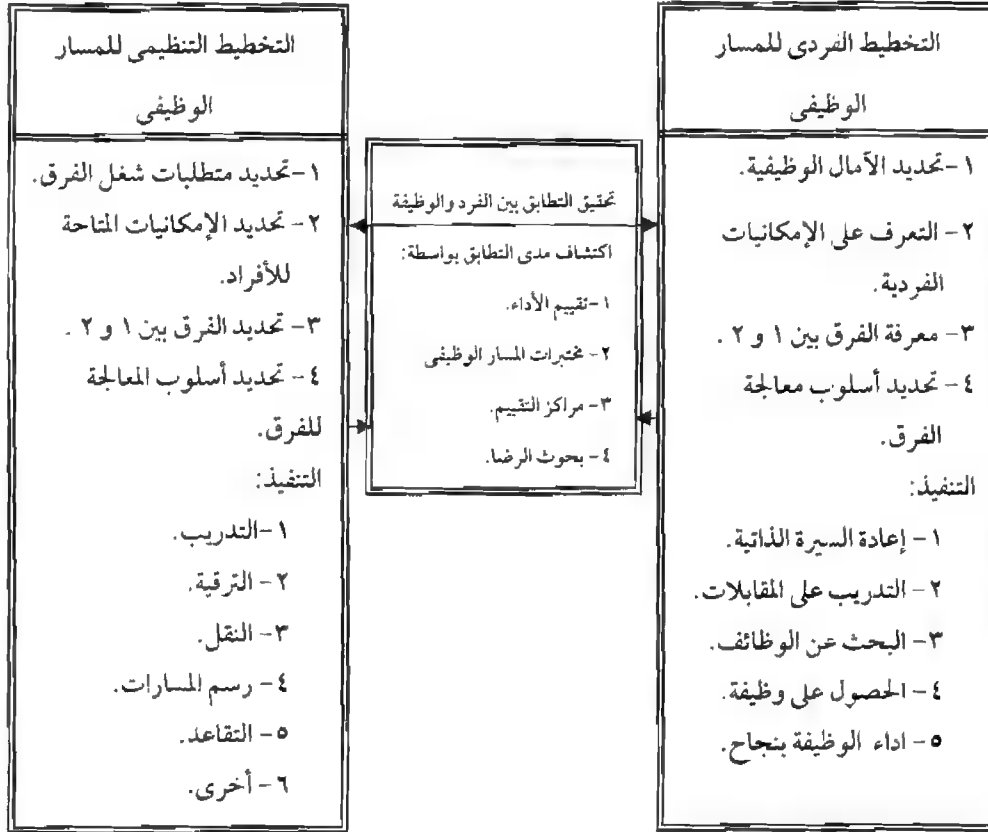 التخطيط الفردى للمسار
الوظيفى
١-تحديد الآمال الوظيفية.
٢- التعرف على الإمكانيات
الفردية.
٣- معرفة الفرق بين ١ و ٢ .
٤- تحديد أسلوب معالجة
الفرق.
التنفيذ:
١- إعادة السيرة الذاتية.
٢- التدريب على المقابلات.
٣- البحث عن الوظائف.
٤- الحصول على وظيفة.
٥- اداء الوظيفة بنجاح.
تحقيق التطابق بين الفرد والوظيفة
اكتشاف مدى التطابق بواسطة:
١-تقييم الأداء.
٢- مختبرات المسار الوظيفى
٣- مراكز التقييم.
٤- بحوث الرضا.
التخطيط التنظيمى للمسار
الوظيفى
١-تحديد متطلبات شغل الفرق.
٢- تحديد الإمكانيات المتاحة
للأفراد.
٣- تحديد الفرق بين ١ و ٢ .
٤- تحديد أسلوب المعالجة
للفرق.
التنفيذ:
١-التدريب.
٢- الترقية.
٣- النقل.
٤- رسم المسارات.
٥- التقاعد.
٦- أخرى.